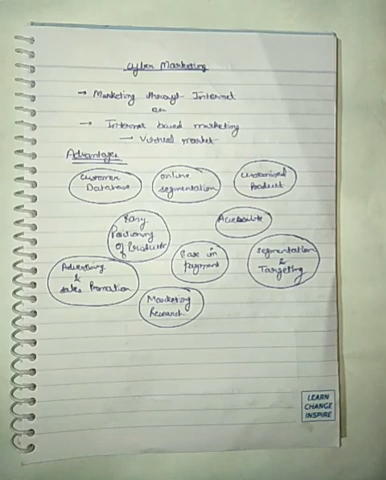 Cyber Marketing
→ Marketing through Internet
or
→ Internet based marketing
→ Virtual market
Advantages
Customer
Database
Online
segmentation
Customized
Product
Easy
Positioning
of Products
Accessible
Advertising
&
sales Promotion
Ease in
payment
Segmentation
&
Targeting
Marketing
Research
LEARN
CHANGE
INSPIRE